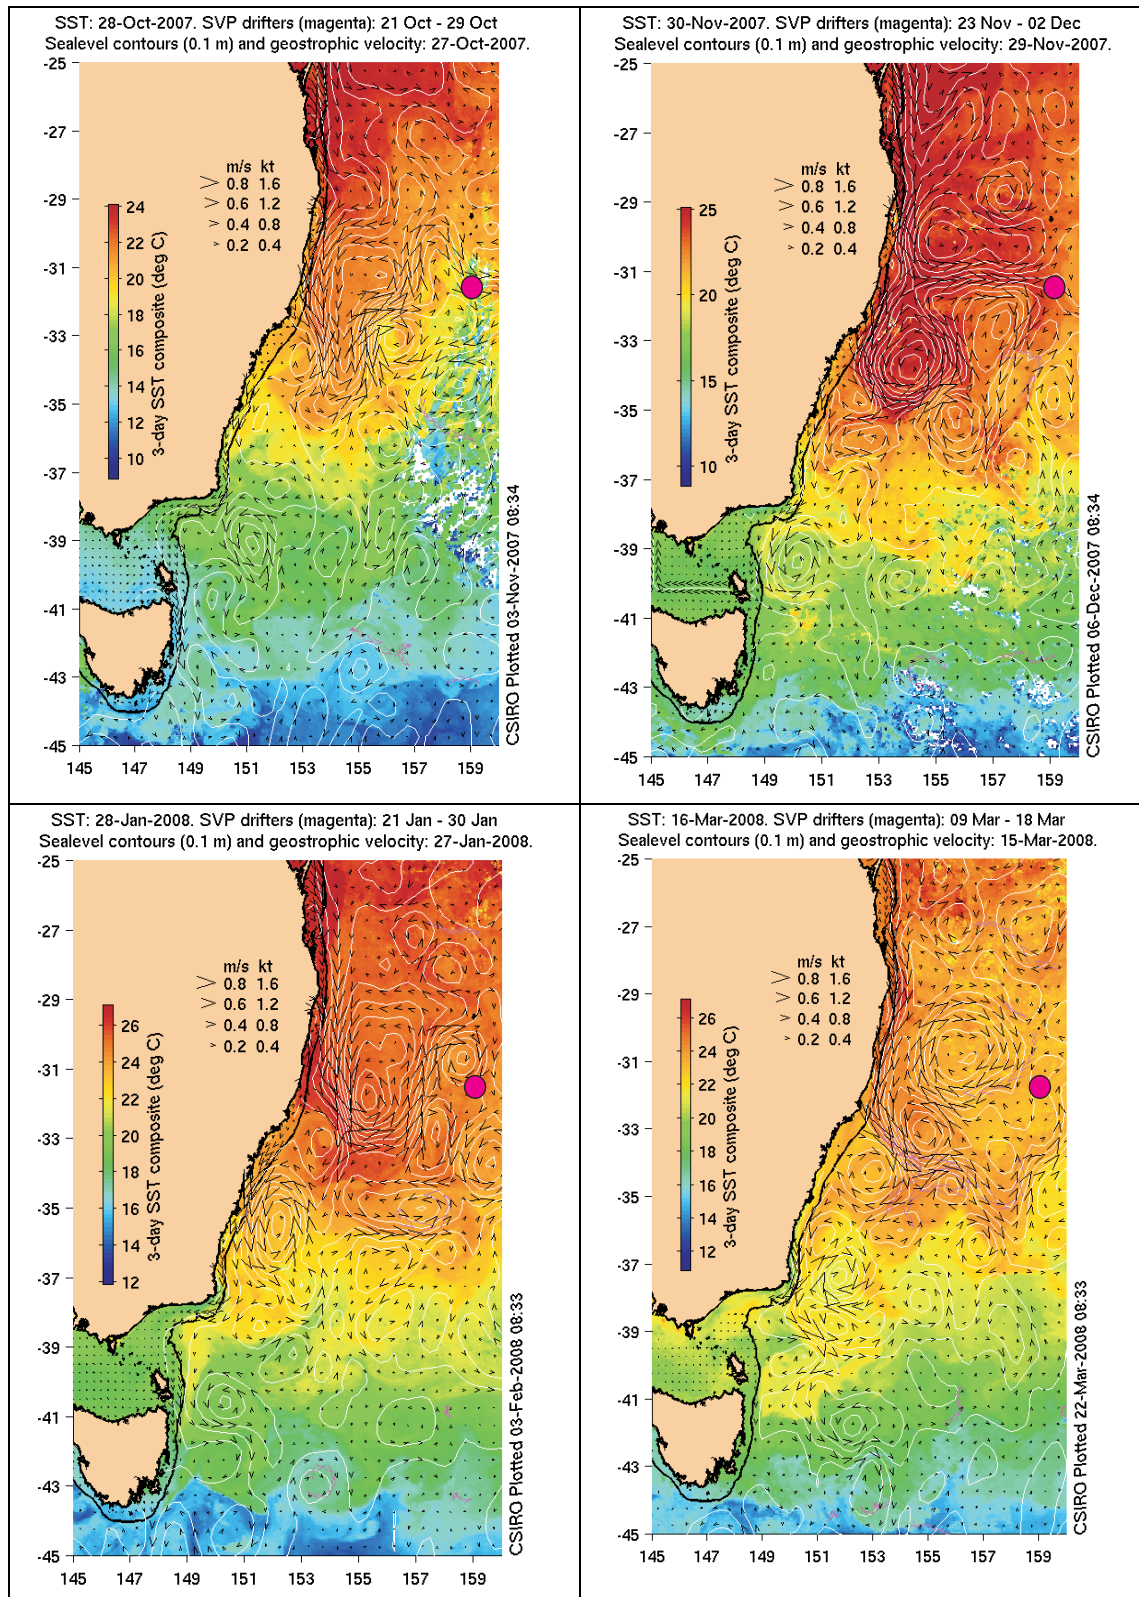 SST: 28-Oct-2007. SVP drifters (magenta): 21 Oct - 29 Oct
Sealevel contours (0.1 m) and geostrophic velocity: 27-Oct-2007.
-25
-27
-29
-31
-33
-35
-37
-39
-41
-43
-45
145 147 149 151 153 155 157 159
m/s kt
> 0.8 1.6
> 0.6 1.2
> 0.4 0.8
> 0.2 0.4
24
22
20
18
16
14
12
10
3-day SST composite (deg C)
CSIRO Plotted 03-Nov-2007 08:34
SST: 30-Nov-2007. SVP drifters (magenta): 23 Nov - 02 Dec
Sealevel contours (0.1 m) and geostrophic velocity: 29-Nov-2007.
-25
-27
-29
-31
-33
-35
-37
-39
-41
-43
-45
145 147 149 151 153 155 157 159
m/s kt
> 0.8 1.6
> 0.6 1.2
> 0.4 0.8
> 0.2 0.4
25
20
15
10
3-day SST composite (deg C)
CSIRO Plotted 06-Dec-2007 08:34
SST: 28-Jan-2008. SVP drifters (magenta): 21 Jan - 30 Jan
Sealevel contours (0.1 m) and geostrophic velocity: 27-Jan-2008.
-25
-27
-29
-31
-33
-35
-37
-39
-41
-43
-45
145 147 149 151 153 155 157 159
m/s kt
> 0.8 1.6
> 0.6 1.2
> 0.4 0.8
> 0.2 0.4
26
24
22
20
18
16
14
12
3-day SST composite (deg C)
CSIRO Plotted 03-Feb-2008 08:33
SST: 16-Mar-2008. SVP drifters (magenta): 09 Mar - 18 Mar
Sealevel contours (0.1 m) and geostrophic velocity: 15-Mar-2008.
-25
-27
-29
-31
-33
-35
-37
-39
-41
-43
-45
145 147 149 151 153 155 157 159
m/s kt
> 0.8 1.6
> 0.6 1.2
> 0.4 0.8
> 0.2 0.4
26
24
22
20
18
16
14
12
3-day SST composite (deg C)
CSIRO Plotted 22-Mar-2008 08:33